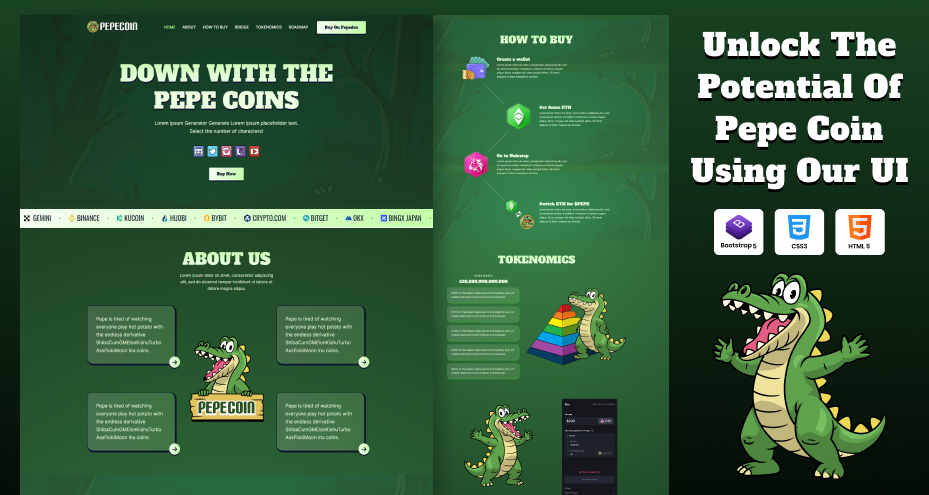 PEPECOIN
HOME ABOUT HOW TO BUY BRIDGE TOKENOMICS ROADMAP Buy On Pepedex
DOWN WITH THE
PEPE COINS
Lorem Ipsum Generator Generate Lorem Ipsum placeholder text.
Select the number of characters!
Buy Now
GEMINI · BINANCE · KUCOIN · HUOBI · BYBIT · CRYPTO.COM · BITGET · OKX · BINGX JAPAN
ABOUT US
Lorem ipsum dolor sit amet, consectetur adipiscing
elit, sed do eiusmod tempor incididunt ut labore et
dolore magna aliqua.
Pepe is tired of watching
everyone play hot potato with
the endless derivative
ShibaCumGMElonKishuTurbo
AssFlokiMoon Inu coins.
Pepe is tired of watching
everyone play hot potato with
the endless derivative
ShibaCumGMElonKishuTurbo
AssFlokiMoon Inu coins.
PEPECOIN
Pepe is tired of watching
everyone play hot potato with
the endless derivative
ShibaCumGMElonKishuTurbo
AssFlokiMoon Inu coins.
Pepe is tired of watching
everyone play hot potato with
the endless derivative
ShibaCumGMElonKishuTurbo
AssFlokiMoon Inu coins.
HOW TO BUY
Create a wallet
Get Some ETH
Go to Uniswap
Switch ETH for $PEPE
TOKENOMICS
420,690,000,000,000
Unlock The
Potential Of
Pepe Coin
Using Our UI
Bootstrap 5
CSS3
HTML 5